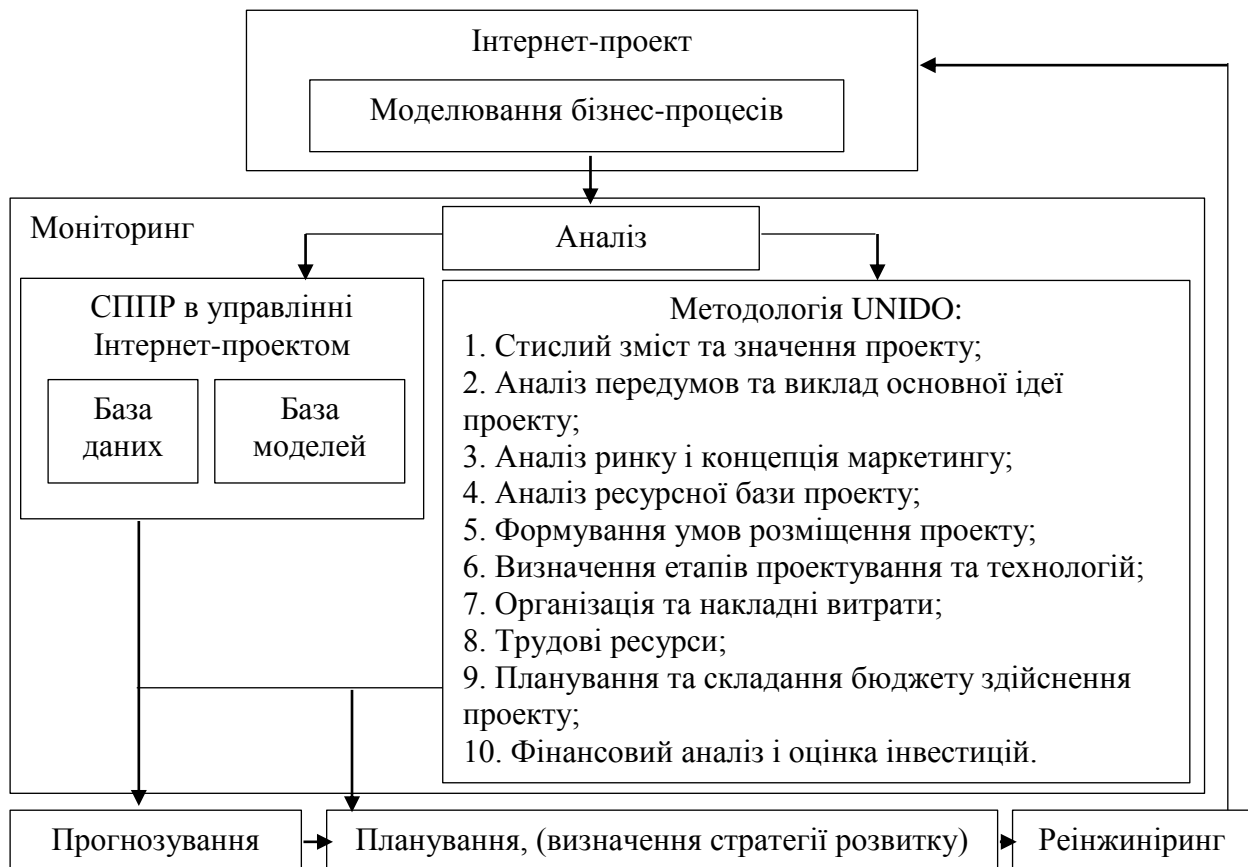 Інтернет-проект
Моделювання бізнес-процесів
Моніторинг
Аналіз
СППР в управлінні
Інтернет-проектом
База
даних
База
моделей
Методологія UNIDO:
1. Стислий зміст та значення проекту;
2. Аналіз передумов та виклад основної ідеї
проекту;
3. Аналіз ринку і концепція маркетингу;
4. Аналіз ресурсної бази проекту;
5. Формування умов розміщення проекту;
6. Визначення етапів проектування та технологій;
7. Організація та накладні витрати;
8. Трудові ресурси;
9. Планування та складання бюджету здійснення
проекту;
10. Фінансовий аналіз і оцінка інвестицій.
Прогнозування
Планування, (визначення стратегії розвитку)
Реінжиніринг